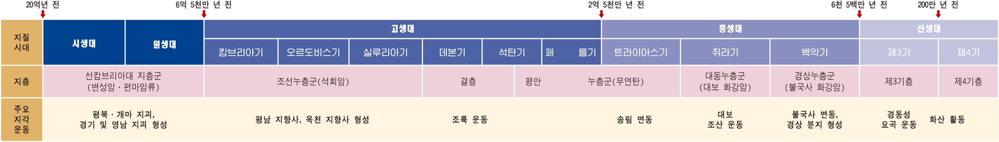 20억년 전 6억 5천만 년 전 2억 5천만 년 전 6천 5백만 년 전 200만 년 전
지질
시대
시생대 원생대
고생대 중생대 신생대
캄브리아기 오르도비스기 실루리아기 데본기 석탄기 페 름기 트라이아스기 쥐라기 백악기 제3기 제4기
지층
선캄브리아대 지층군
(변성암 · 편마암류)
조선누층군(석회암)
결층
평안 누층군(무연탄)
대동누층군
(대보 화강암)
경상누층군
(불국사 화강암)
제3기층
제4기층
주요
지각
운동
평북 · 개마 지괴,
경기 및 영남 지괴 형성
평남 지향사, 옥천 지향사 형성
조륙 운동
송림 변동
대보
조산 운동
불국사 변동,
경상 분지 형성
경동성
요곡 운동
화산 활동